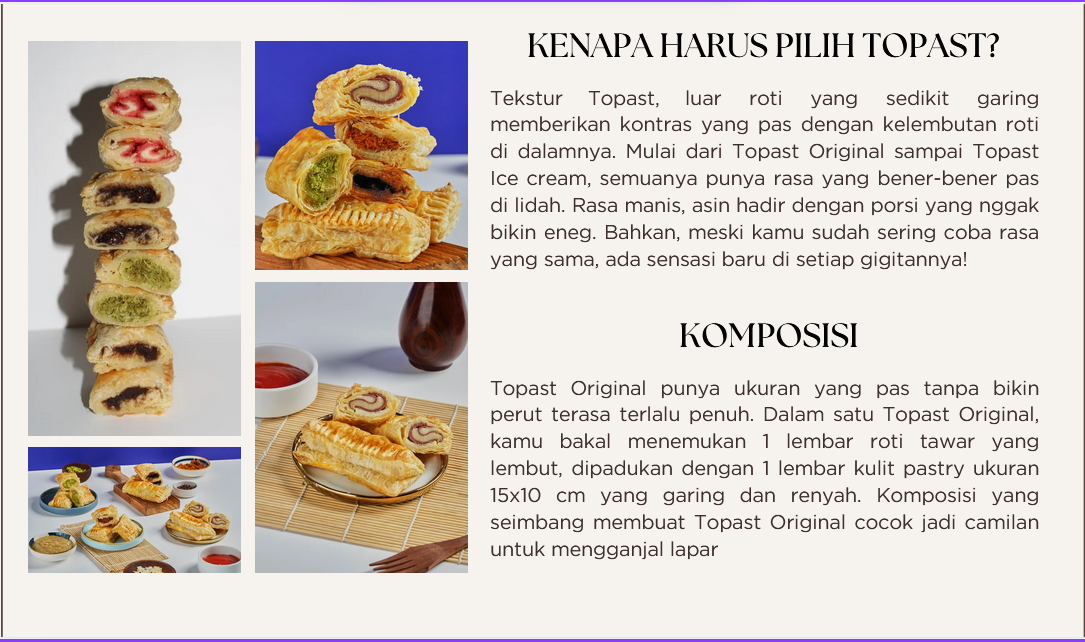 KENAPA HARUS PILIH TOPAST?
Tekstur Topast, luar roti yang sedikit garing
memberikan kontras yang pas dengan kelembutan roti
di dalamnya. Mulai dari Topast Original sampai Topast
Ice cream, semuanya punya rasa yang bener-bener pas
di lidah. Rasa manis, asin hadir dengan porsi yang nggak
bikin eneg. Bahkan, meski kamu sudah sering coba rasa
yang sama, ada sensasi baru di setiap gigitannya!
KOMPOSISI
Topast Original punya ukuran yang pas tanpa bikin
perut terasa terlalu penuh. Dalam satu Topast Original,
kamu bakal menemukan 1 lembar roti tawar yang
lembut, dipadukan dengan 1 lembar kulit pastry ukuran
15x10 cm yang garing dan renyah. Komposisi yang
seimbang membuat Topast Original cocok jadi camilan
untuk mengganjal lapar